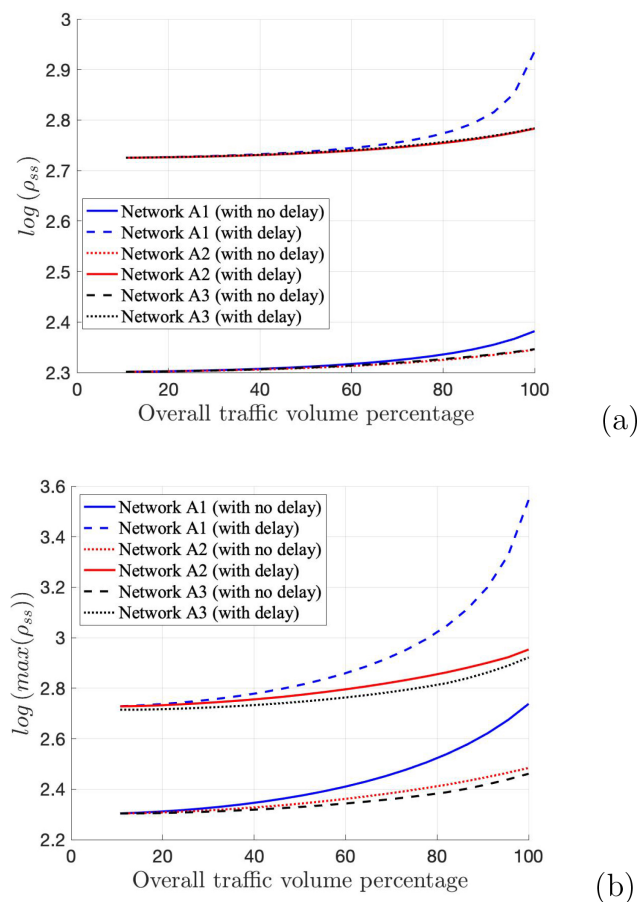 3
2.9
2.8
2.7
2.6
2.5
2.4
2.3
log (ρss)
Network A1 (with no delay)
Network A1 (with delay)
Network A2 (with no delay)
Network A2 (with delay)
Network A3 (with no delay)
Network A3 (with delay)
0 20 40 60 80 100
Overall traffic volume percentage
(a)
3.6
3.4
3.2
3
2.8
2.6
2.4
2.2
log (max(ρss))
Network A1 (with no delay)
Network A1 (with delay)
Network A2 (with no delay)
Network A2 (with delay)
Network A3 (with no delay)
Network A3 (with delay)
0 20 40 60 80 100
Overall traffic volume percentage
(b)